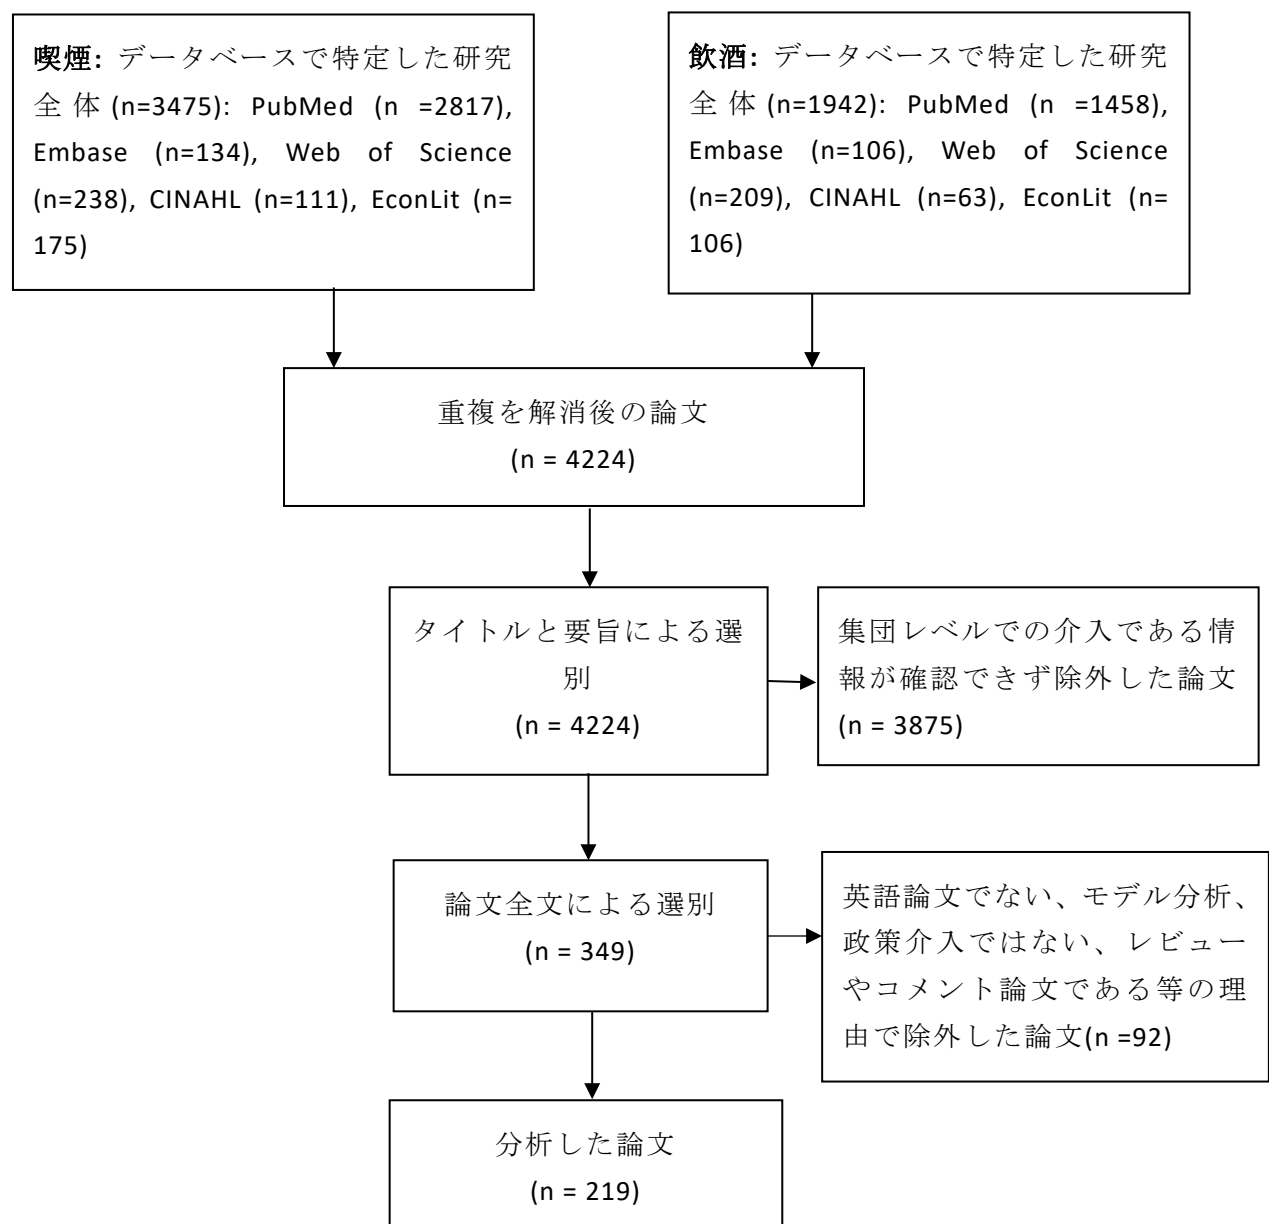 喫煙: データベースで特定した研究
全体(n=3475): PubMed (n =2817),
Embase (n=134), Web of Science
(n=238), CINAHL (n=111), EconLit (n=
175)
飲酒: データベースで特定した研究
全体(n=1942): PubMed (n =1458),
Embase (n=106), Web of Science
(n=209), CINAHL (n=63), EconLit (n=
106)
重複を解消後の論文
(n = 4224)
タイトルと要旨による選
別
(n = 4224)
集団レベルでの介入である情
報が確認できず除外した論文
(n = 3875)
論文全文による選別
(n = 349)
英語論文でない、モデル分析、
政策介入ではない、レビュー
やコメント論文である等の理
由で除外した論文(n =92)
分析した論文
(n = 219)